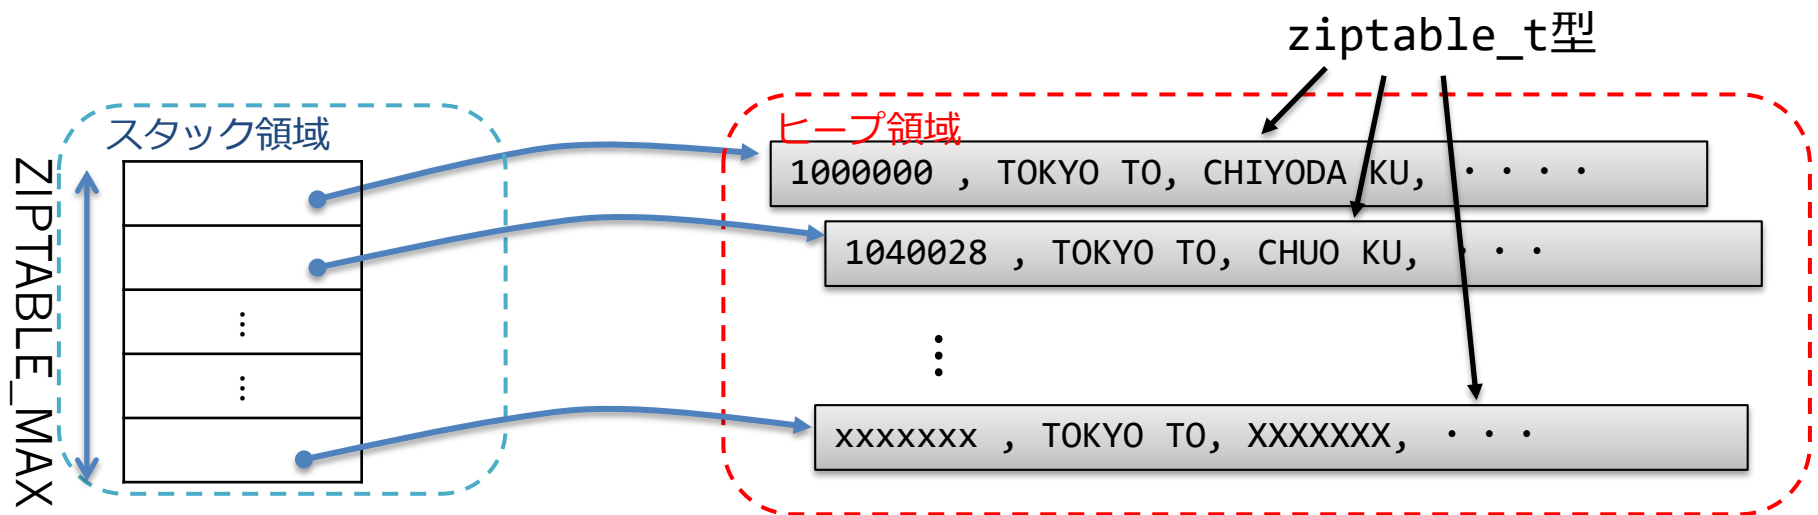 ziptable_t型
スタック領域
ヒープ領域
ZIPTABLE_MAX
1000000 , TOKYO TO, CHIYODA KU, ・・・・
1040028 , TOKYO TO, CHUO KU, ・・・
⋮
⋮
⋮
xxxxxxx , TOKYO TO, XXXXXXX, ・・・